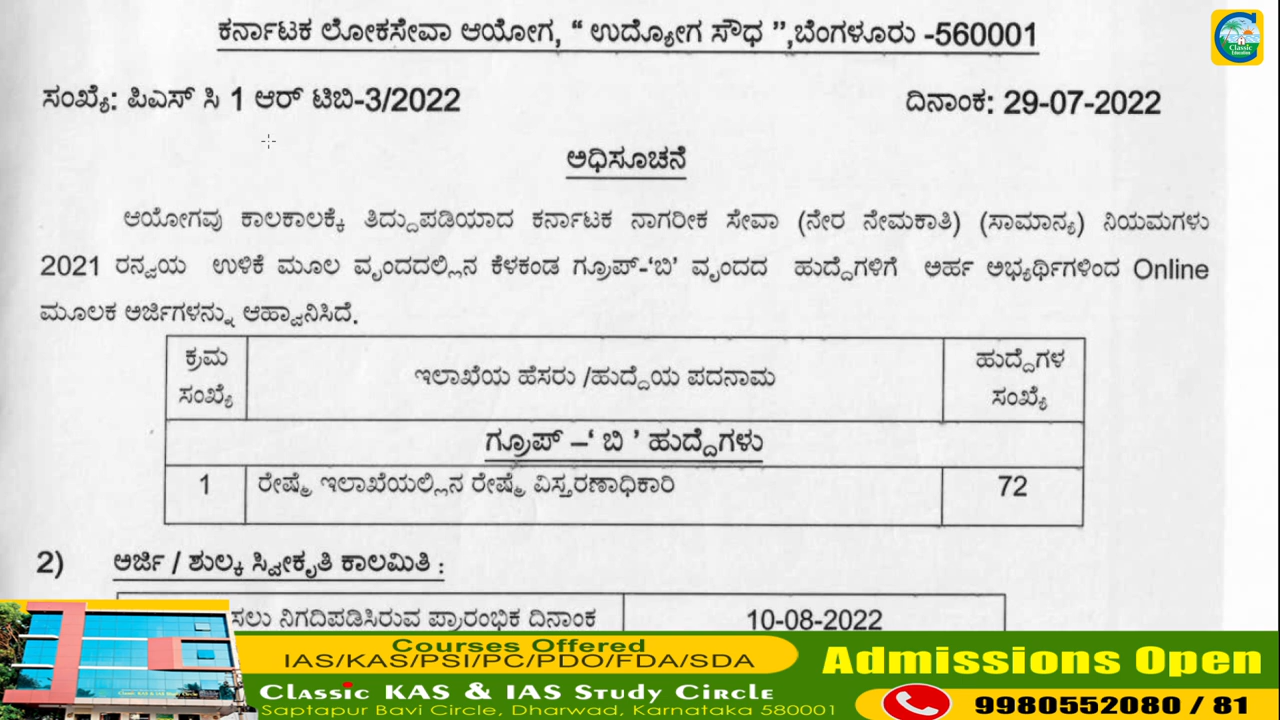 ಕರ್ನಾಟಕ ಲೋಕಸೇವಾ ಆಯೋಗ, “ ಉದ್ಯೋಗ ಸೌಧ ”,ಬೆಂಗಳೂರು -560001
Classic
Education
ಸಂಖ್ಯೆ: ಪಿಎಸ್ ಸಿ 1 ಆರ್ ಟಿಬಿ-3/2022 ದಿನಾಂಕ: 29-07-2022
ಅಧಿಸೂಚನೆ
ಆಯೋಗವು ಕಾಲಕಾಲಕ್ಕೆ ತಿದ್ದುಪಡಿಯಾದ ಕರ್ನಾಟಕ ನಾಗರೀಕ ಸೇವಾ (ನೇರ ನೇಮಕಾತಿ) (ಸಾಮಾನ್ಯ) ನಿಯಮಗಳು
2021 ರನ್ವಯ ಉಳಿಕೆ ಮೂಲ ವೃಂದದಲ್ಲಿನ ಕೆಳಕಂಡ ಗ್ರೂಪ್-‘ಬಿ’ ವೃಂದದ ಹುದ್ದೆಗಳಿಗೆ ಅರ್ಹ ಅಭ್ಯರ್ಥಿಗಳಿಂದ Online
ಮೂಲಕ ಅರ್ಜಿಗಳನ್ನು ಆಹ್ವಾನಿಸಿದೆ.
ಕ್ರಮ ಸಂಖ್ಯೆ ಇಲಾಖೆಯ ಹೆಸರು /ಹುದ್ದೆಯ ಪದನಾಮ ಹುದ್ದೆಗಳ ಸಂಖ್ಯೆ
ಗ್ರೂಪ್ –‘ ಬಿ ’ ಹುದ್ದೆಗಳು
1 ರೇಷ್ಮೆ ಇಲಾಖೆಯಲ್ಲಿನ ರೇಷ್ಮೆ ವಿಸ್ತರಣಾಧಿಕಾರಿ 72
2) ಅರ್ಜಿ / ಶುಲ್ಕ ಸ್ವೀಕೃತಿ ಕಾಲಮಿತಿ :
ಸಲು ನಿಗದಿಪಡಿಸಿರುವ ಪ್ರಾರಂಭಿಕ ದಿನಾಂಕ 10-08-2022
Courses Offered
IAS/KAS/PSI/PC/PDO/FDA/SDA
Classic KAS & IAS Study Circle
Saptapur Bavi Circle, Dharwad, Karnataka 580001
Admissions Open
9980552080 / 81